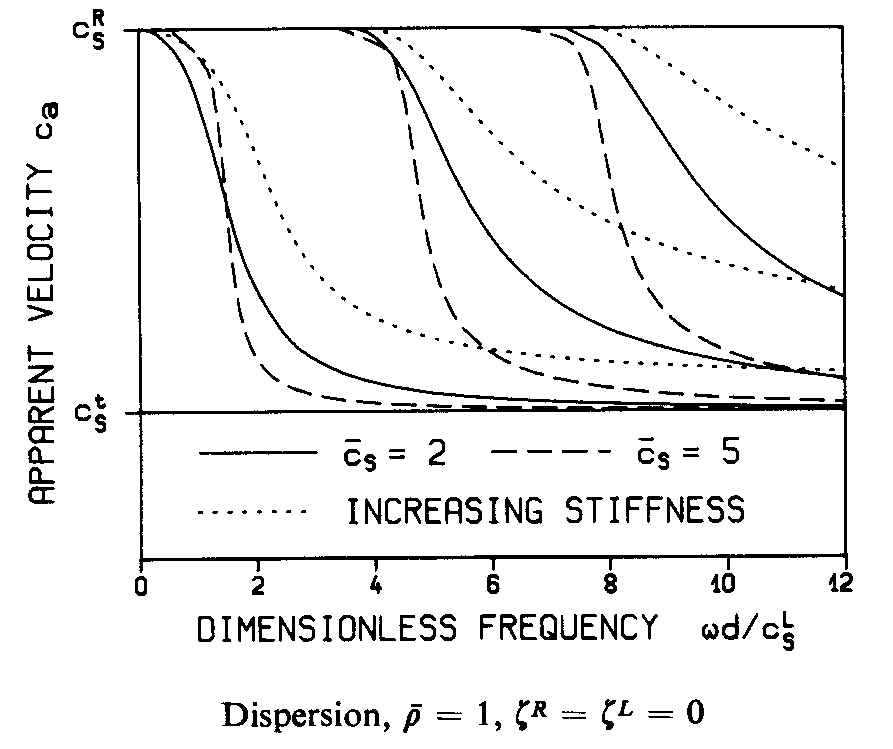 c_S^R
APPARENT VELOCITY c_a
c_S^t
c̄_S = 2
c̄_S = 5
INCREASING STIFFNESS
0 2 4 6 8 10 12
DIMENSIONLESS FREQUENCY ωd/c_S^L
Dispersion, ρ̄ = 1, ζ^R = ζ^L = 0